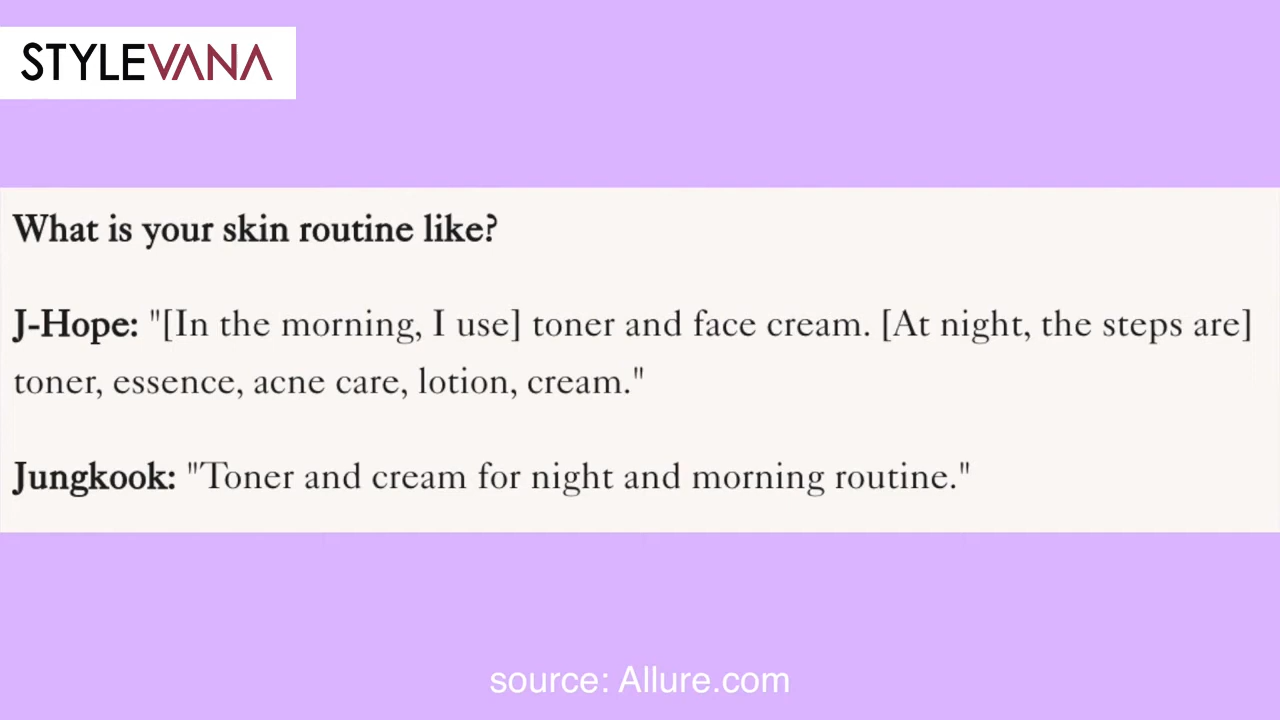 STYLEVANA
What is your skin routine like?
J-Hope: "[In the morning, I use] toner and face cream. [At night, the steps are]
toner, essence, acne care, lotion, cream."
Jungkook: "Toner and cream for night and morning routine."
source: Allure.com